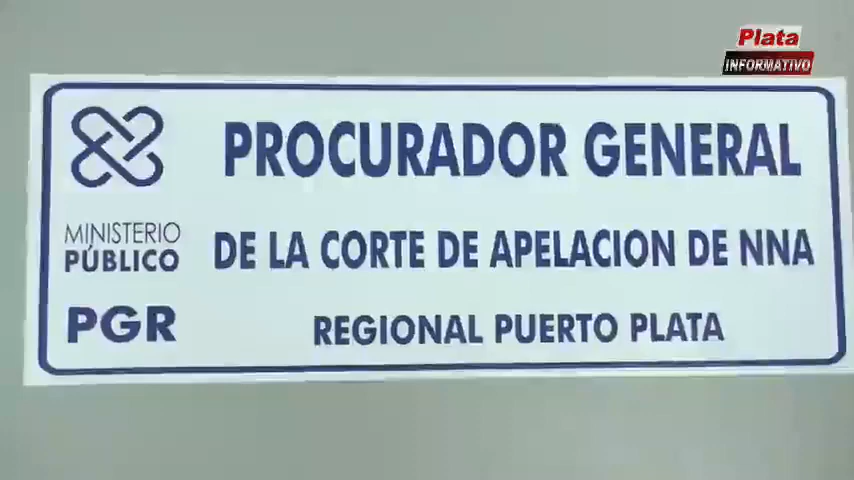 Plata
INFORMATIVO
PROCURADOR GENERAL
MINISTERIO
PÚBLICO
DE LA CORTE DE APELACION DE NNA
PGR
REGIONAL PUERTO PLATA